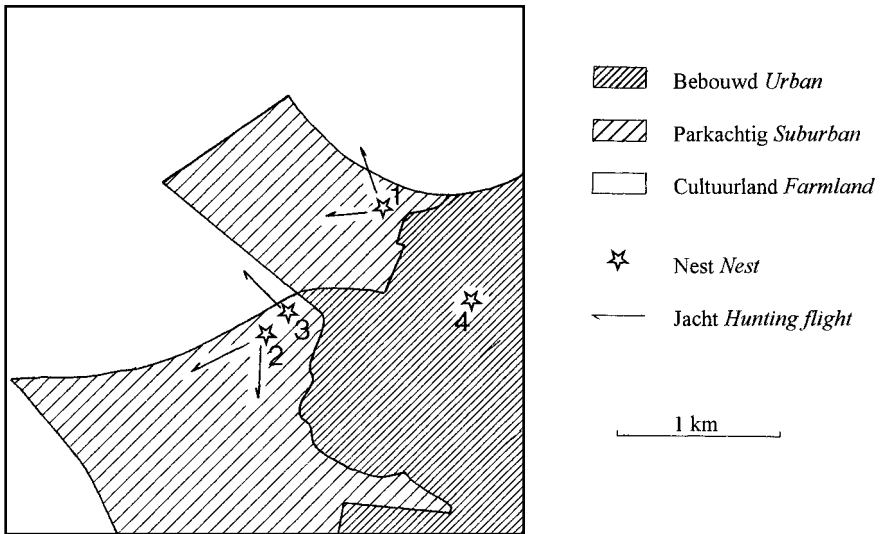 1
3
2
4
Bebouwd Urban
Parkachtig Suburban
Cultuurland Farmland
Nest Nest
Jacht Hunting flight
1 km